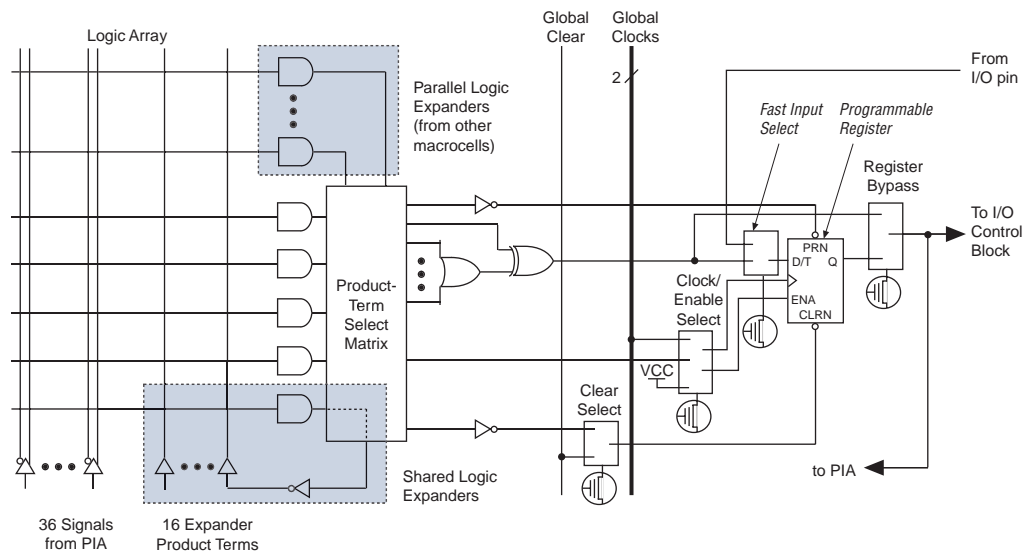 Global
Clear
Global
Clocks
Logic Array
2
From
I/O pin
Parallel Logic
Expanders
(from other
macrocells)
Fast Input
Select
Programmable
Register
Register
Bypass
To I/O
Control
Block
PRN
D/T
Q
ENA
CLRN
Product-
Term
Select
Matrix
Clock/
Enable
Select
VCC
Clear
Select
Shared Logic
Expanders
to PIA
36 Signals
from PIA
16 Expander
Product Terms